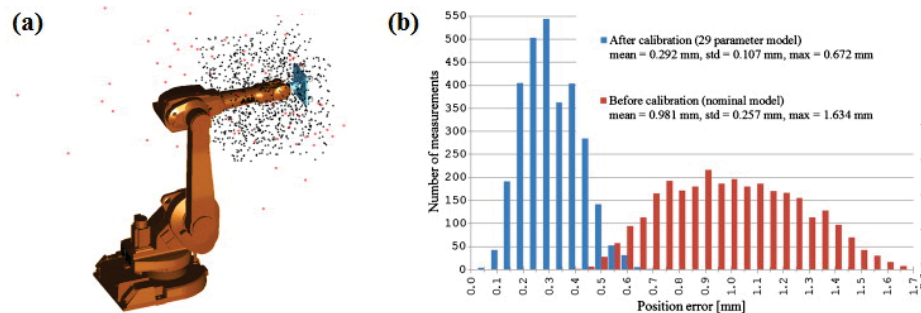 (a)
(b)
After calibration (29 parameter model)
mean = 0.292 mm, std = 0.107 mm, max = 0.672 mm
Before calibration (nominal model)
mean = 0.981 mm, std = 0.257 mm, max = 1.634 mm
Number of measurements
550
500
450
400
350
300
250
200
150
100
50
0
0.0 0.1 0.2 0.3 0.4 0.5 0.6 0.7 0.8 0.9 1.0 1.1 1.2 1.3 1.4 1.5 1.6 1.7
Position error [mm]